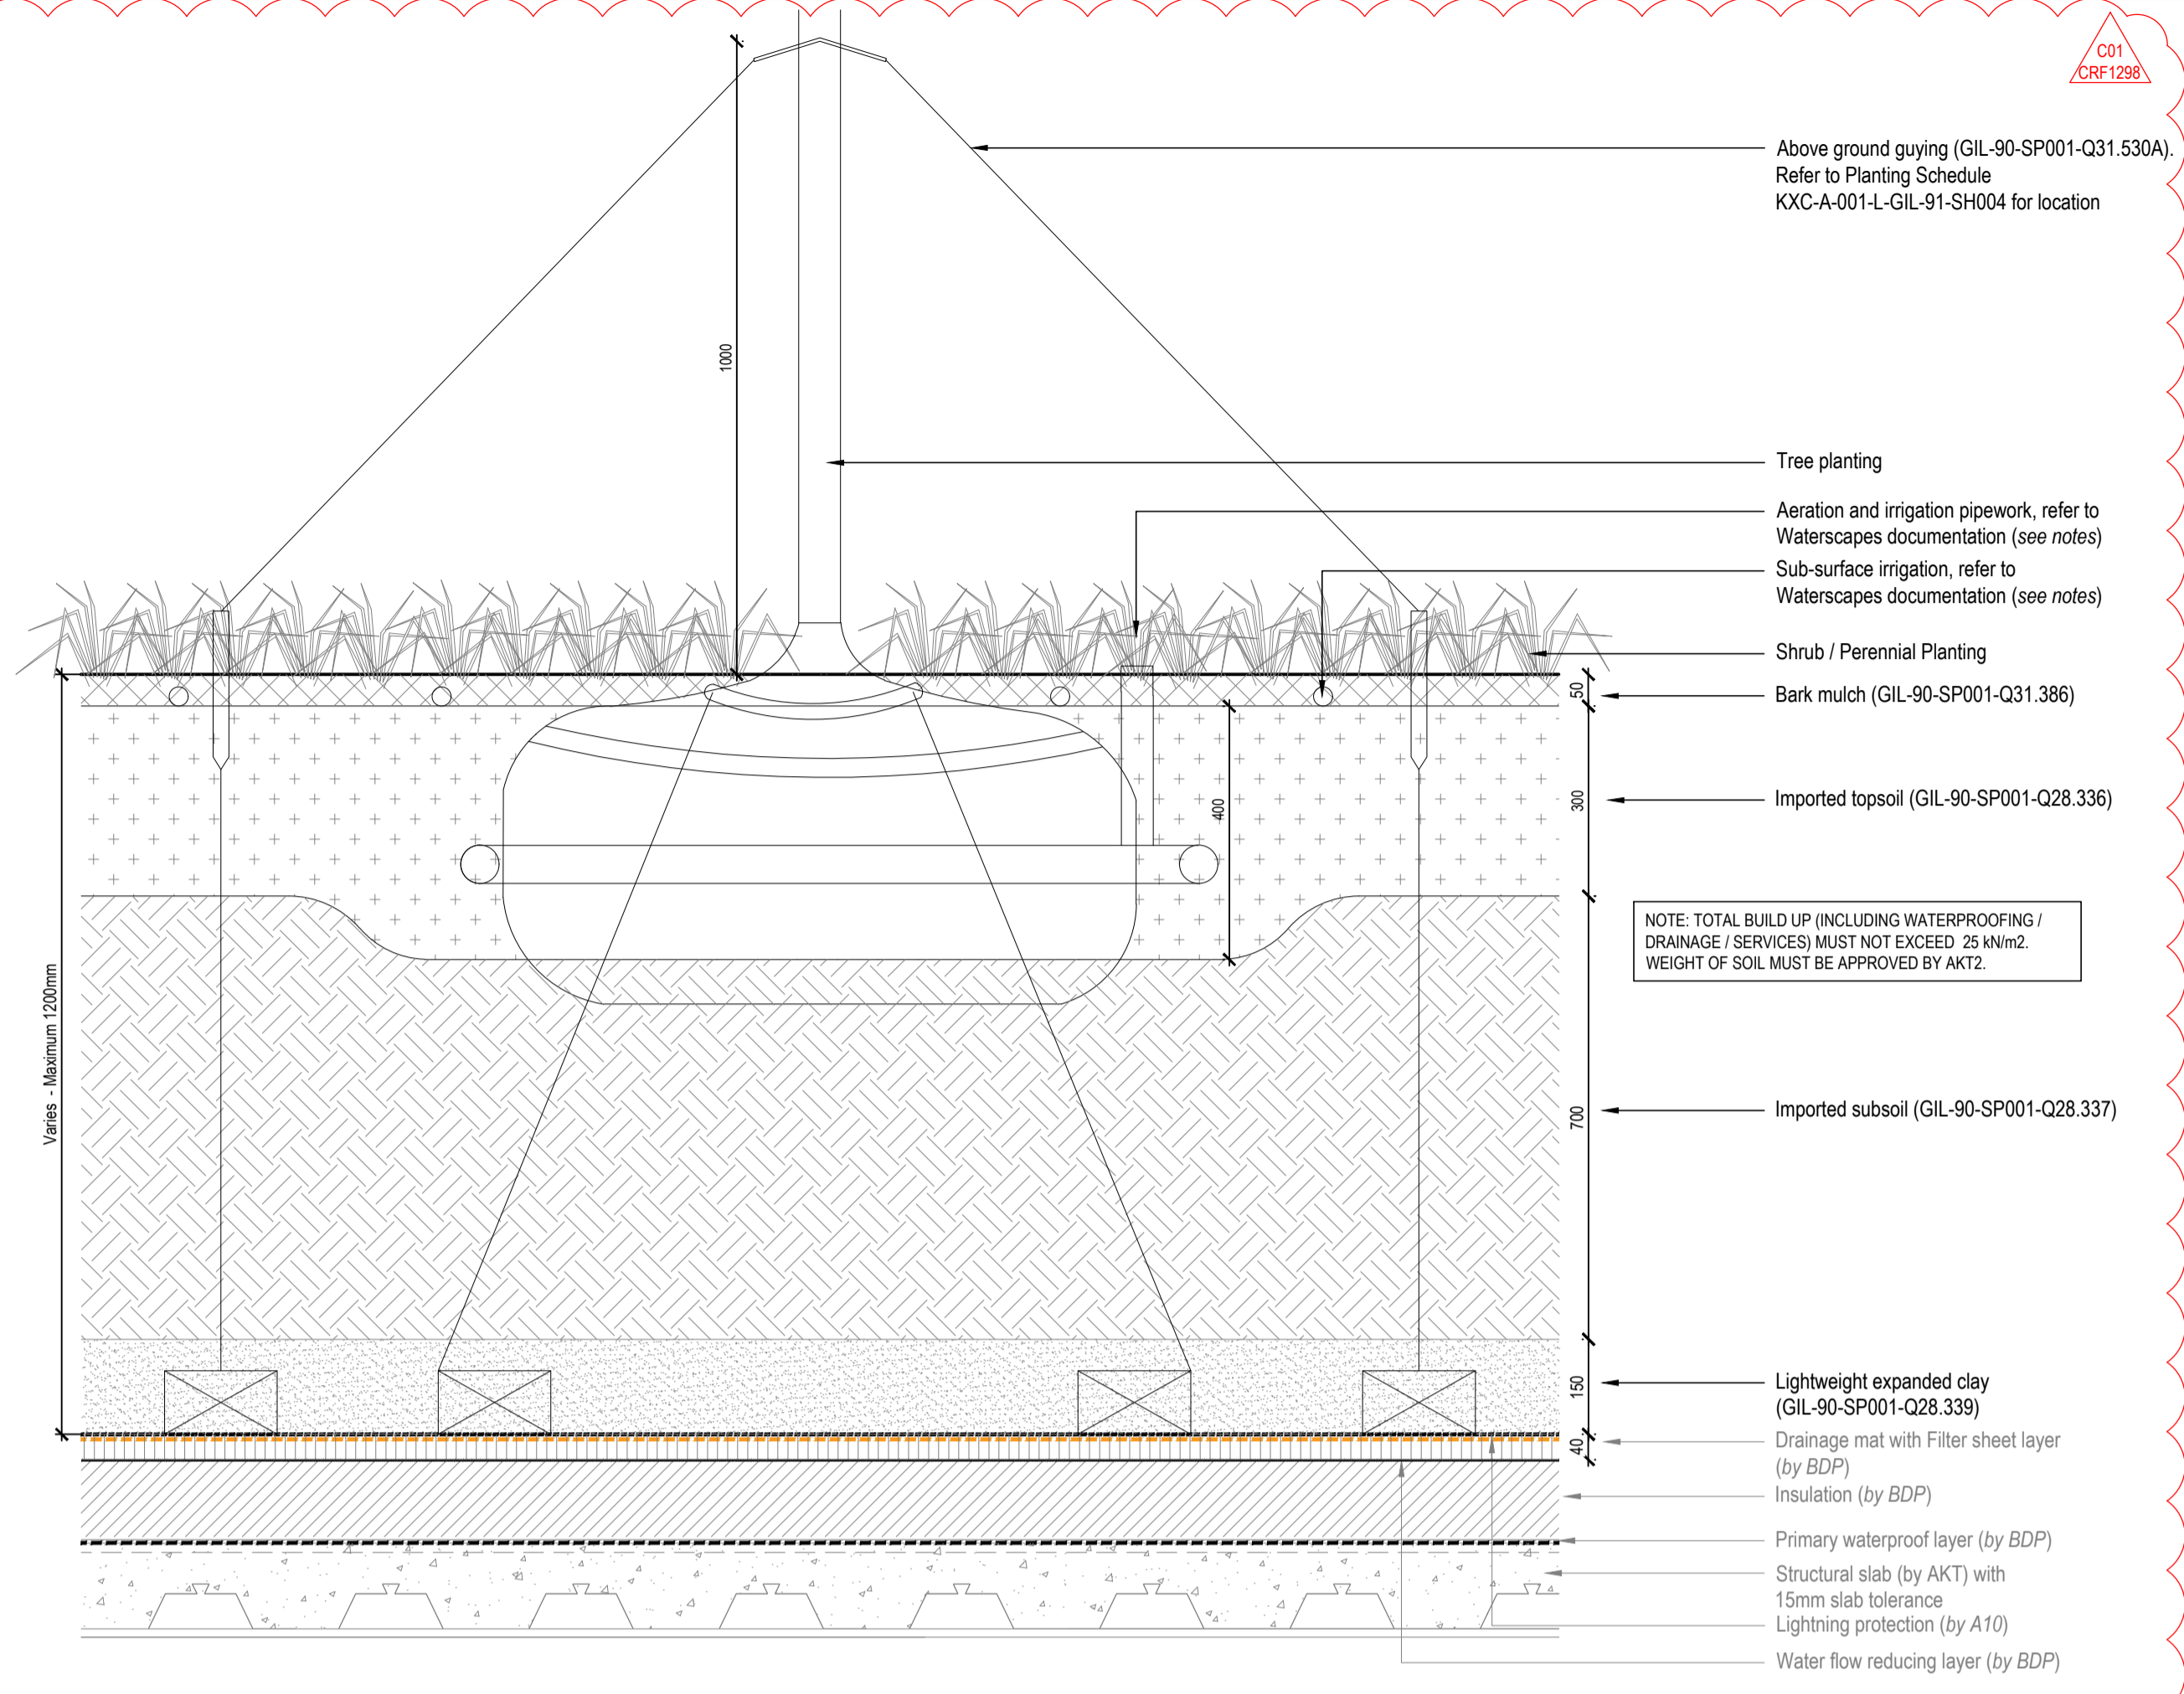 C01
CRF1298
Above ground guying (GIL-90-SP001-Q31.530A).
Refer to Planting Schedule
KXC-A-001-L-GIL-91-SH004 for location
1000
Tree planting
Aeration and irrigation pipework, refer to
Waterscapes documentation (see notes)
Sub-surface irrigation, refer to
Waterscapes documentation (see notes)
Shrub / Perennial Planting
50
Bark mulch (GIL-90-SP001-Q31.386)
400
300
Imported topsoil (GIL-90-SP001-Q28.336)
NOTE: TOTAL BUILD UP (INCLUDING WATERPROOFING /
DRAINAGE / SERVICES) MUST NOT EXCEED 25 kN/m2.
WEIGHT OF SOIL MUST BE APPROVED BY AKT2.
Varies - Maximum 1200mm
700
Imported subsoil (GIL-90-SP001-Q28.337)
150
Lightweight expanded clay
(GIL-90-SP001-Q28.339)
40
Drainage mat with Filter sheet layer
(by BDP)
Insulation (by BDP)
Primary waterproof layer (by BDP)
Structural slab (by AKT) with
15mm slab tolerance
Lightning protection (by A10)
Water flow reducing layer (by BDP)